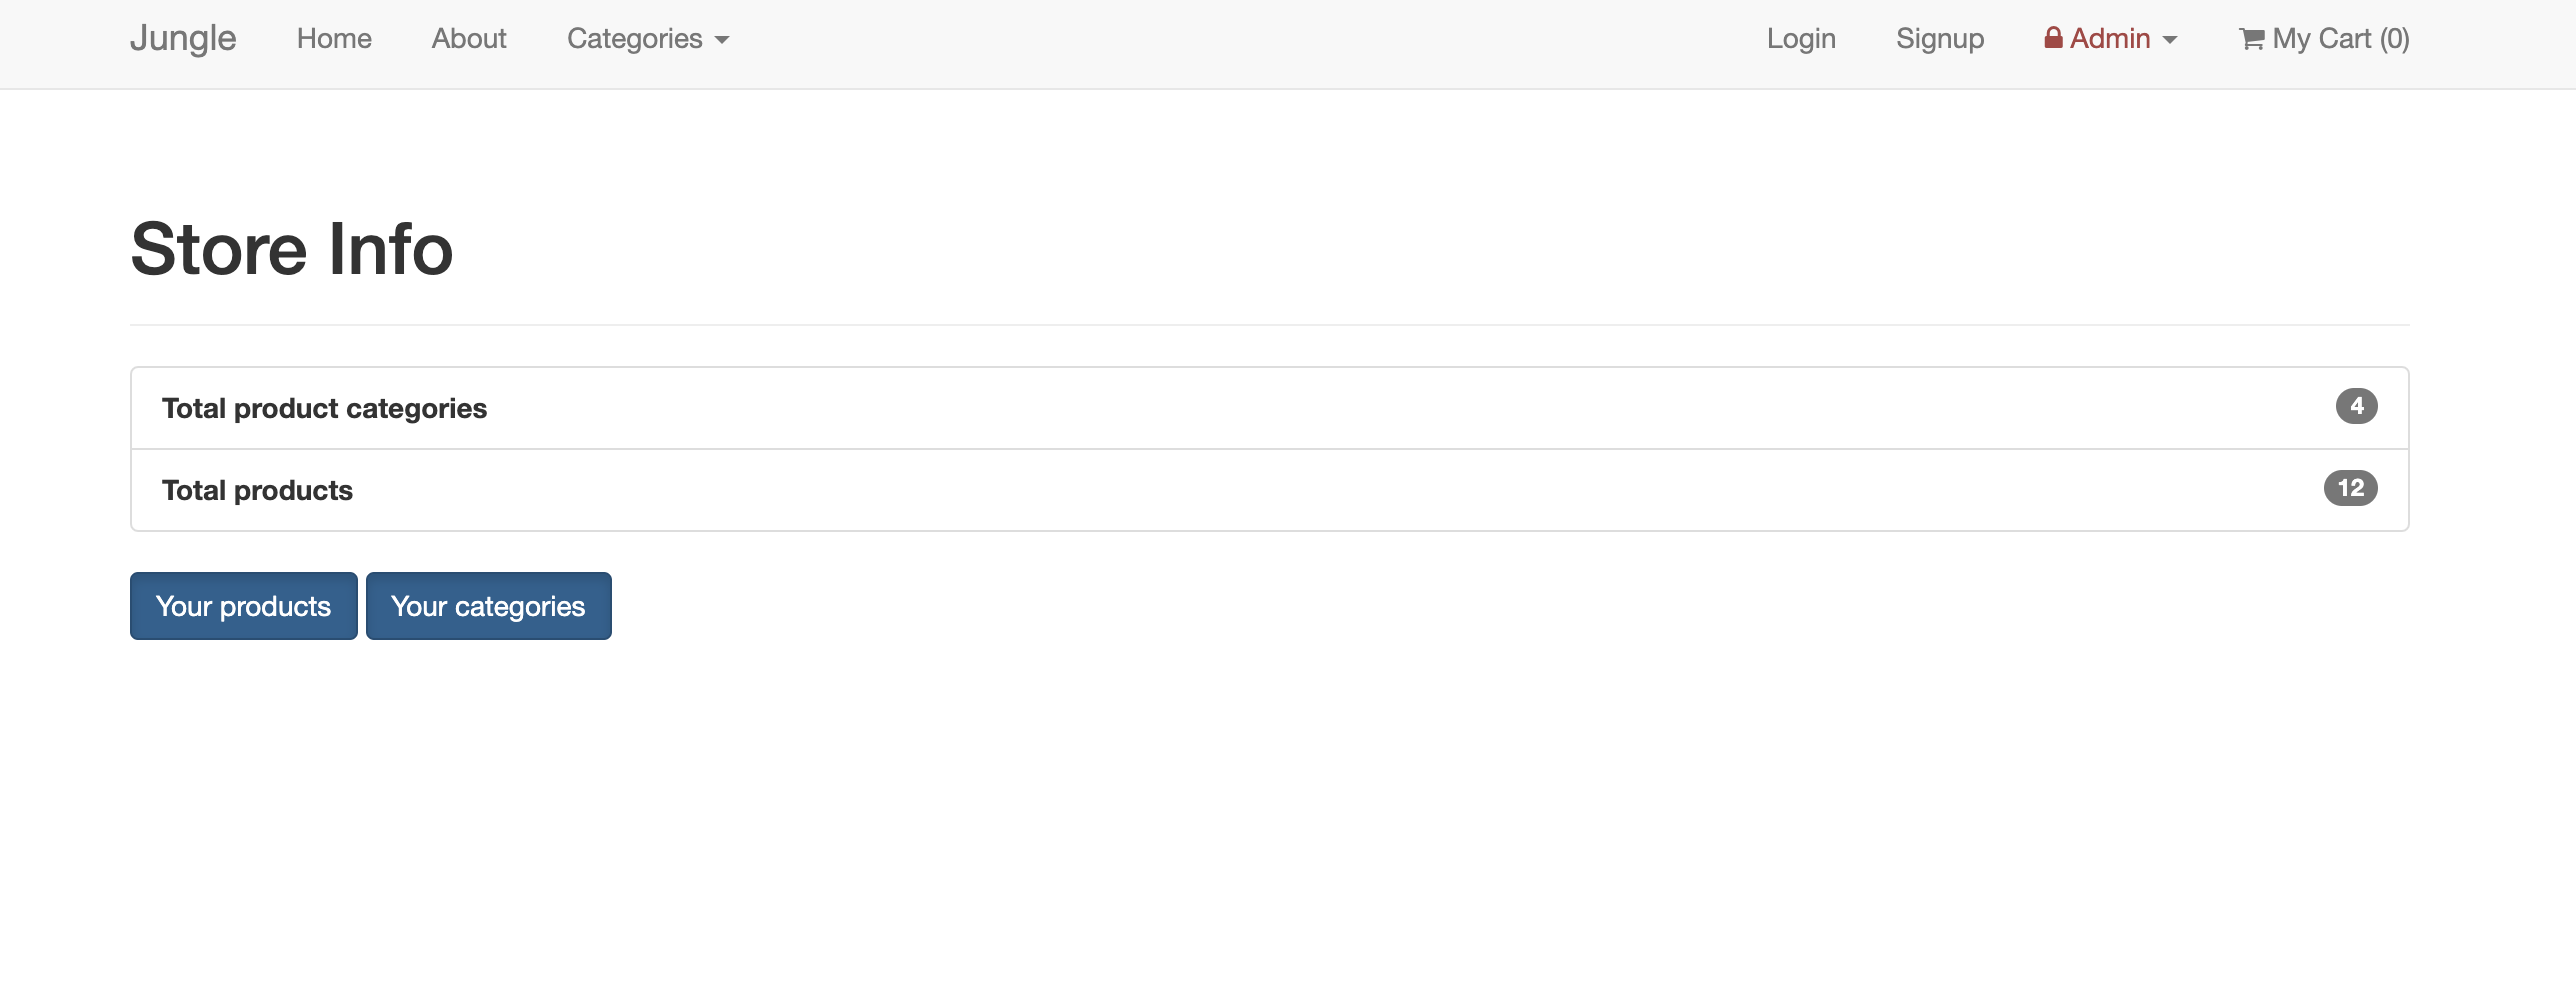 Jungle Home About Categories Login Signup Admin My Cart (0)
Store Info
Total product categories 4
Total products 12
Your products Your categories